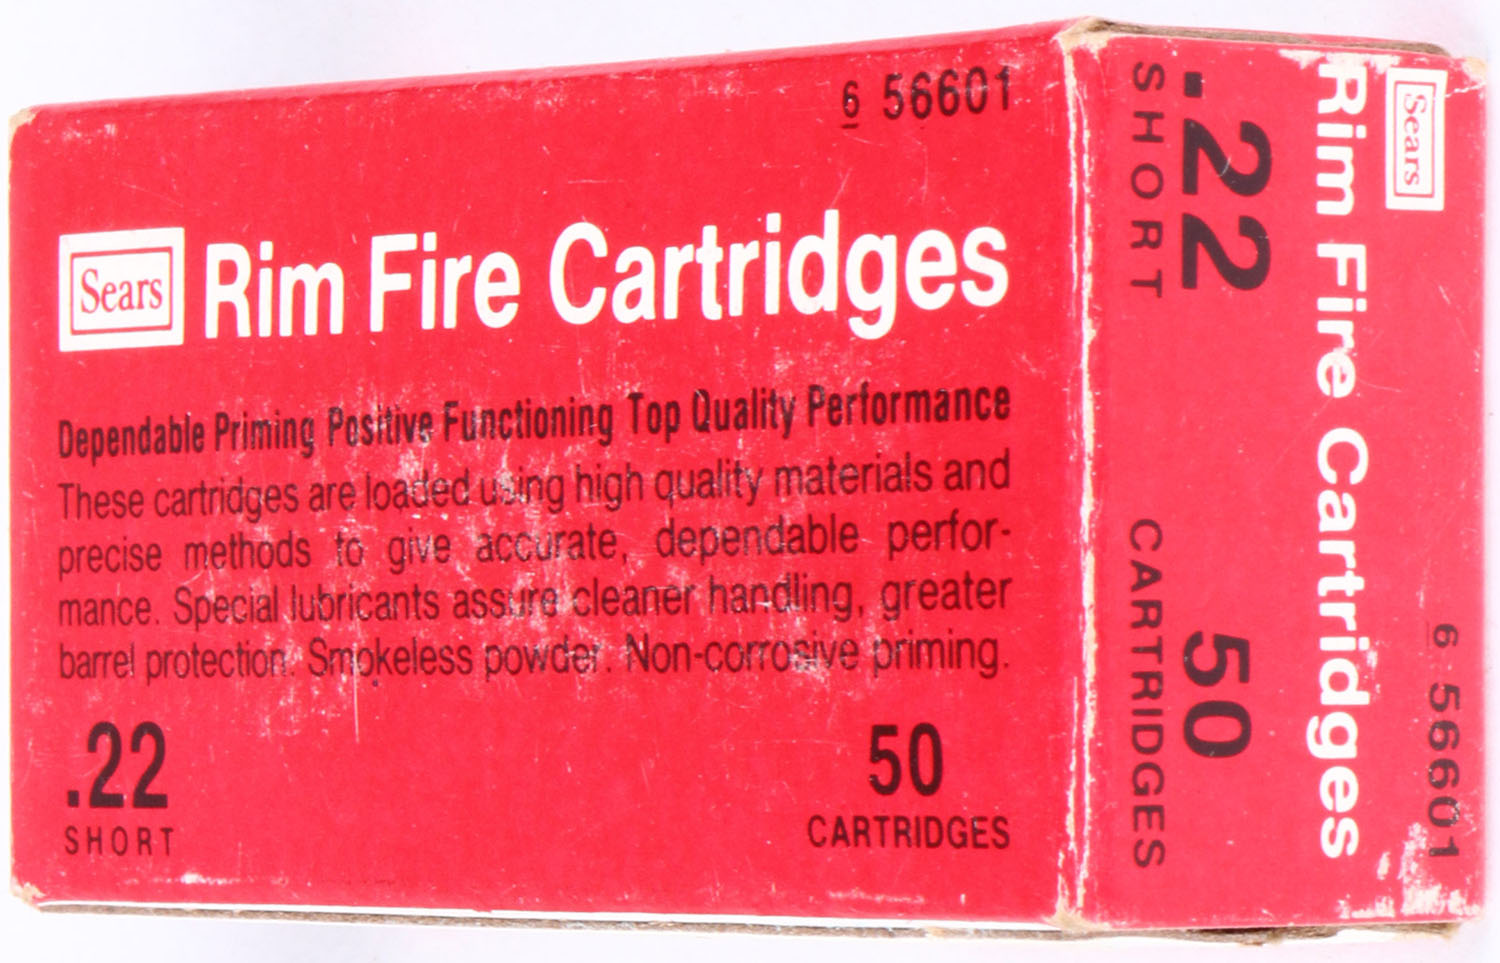 6 56601
Sears Rim Fire Cartridges
Dependable Priming Positive Functioning Top Quality Performance
These cartridges are loaded using high quality materials and
precise methods to give accurate, dependable perfor-
mance. Special lubricants assure cleaner handling, greater
barrel protection. Smokeless powder. Non-corrosive priming.
.22 50
SHORT CARTRIDGES
Sears 6 56601
Rim Fire Cartridges
.22 50
SHORT CARTRIDGES